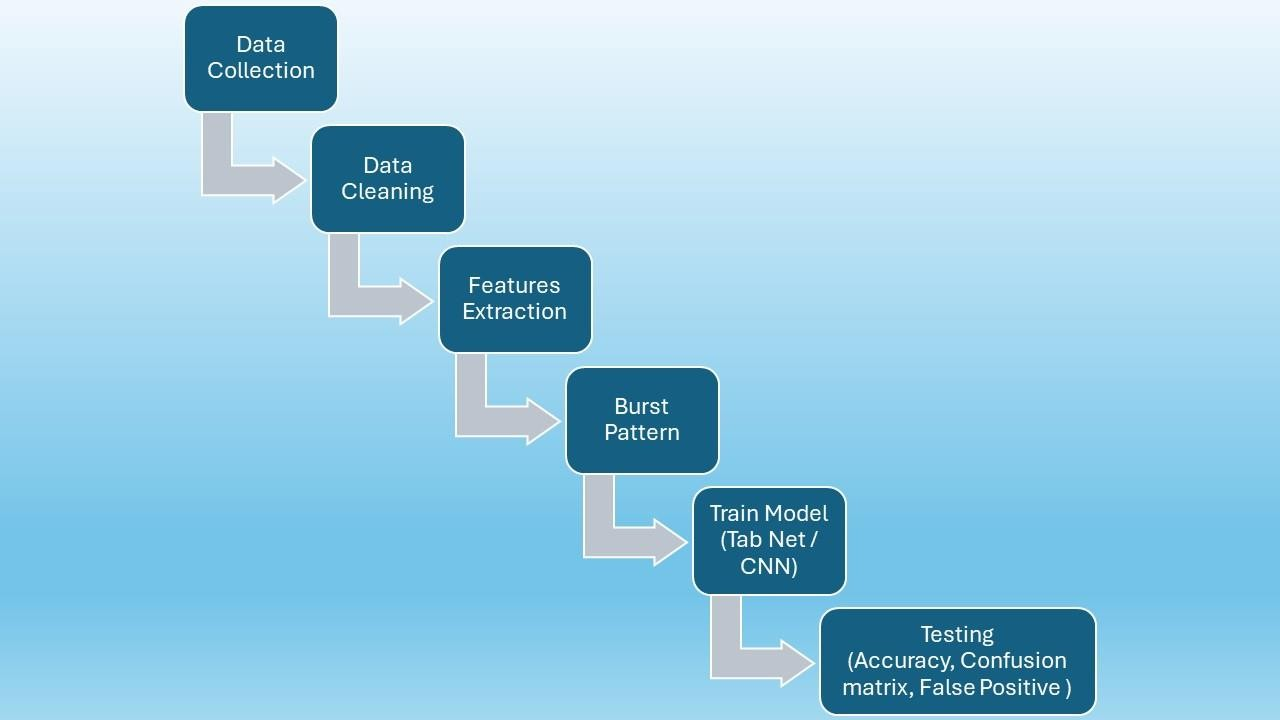 Data
Collection
Data
Cleaning
Features
Extraction
Burst
Pattern
Train Model
(Tab Net /
CNN)
Testing
(Accuracy, Confusion
matrix, False Positive )